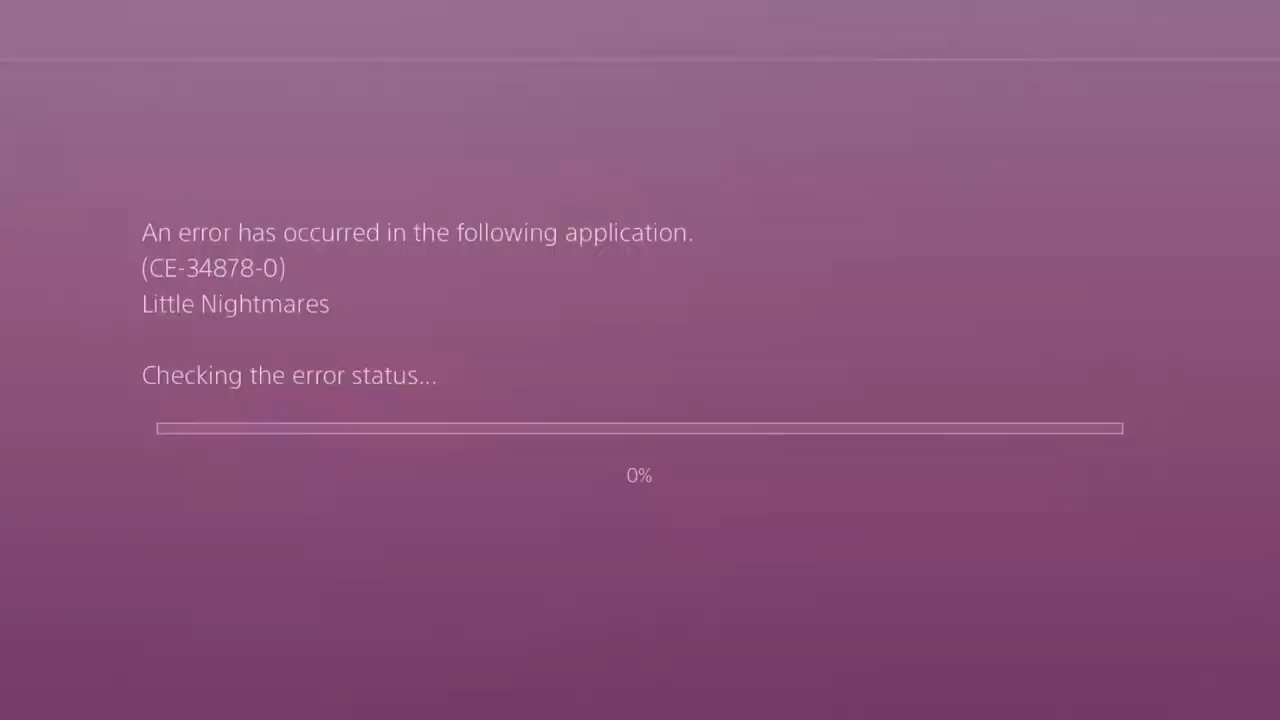 An error has occurred in the following application.
(CE-34878-0)
Little Nightmares
Checking the error status...
0%